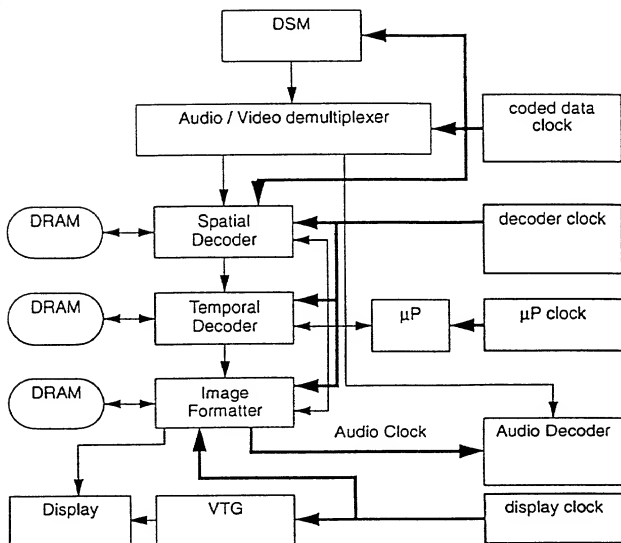 DSM
Audio / Video demultiplexer
coded data
clock
DRAM
Spatial
Decoder
decoder clock
DRAM
Temporal
Decoder
µP
µP clock
DRAM
Image
Formatter
Audio Clock
Audio Decoder
Display
VTG
display clock